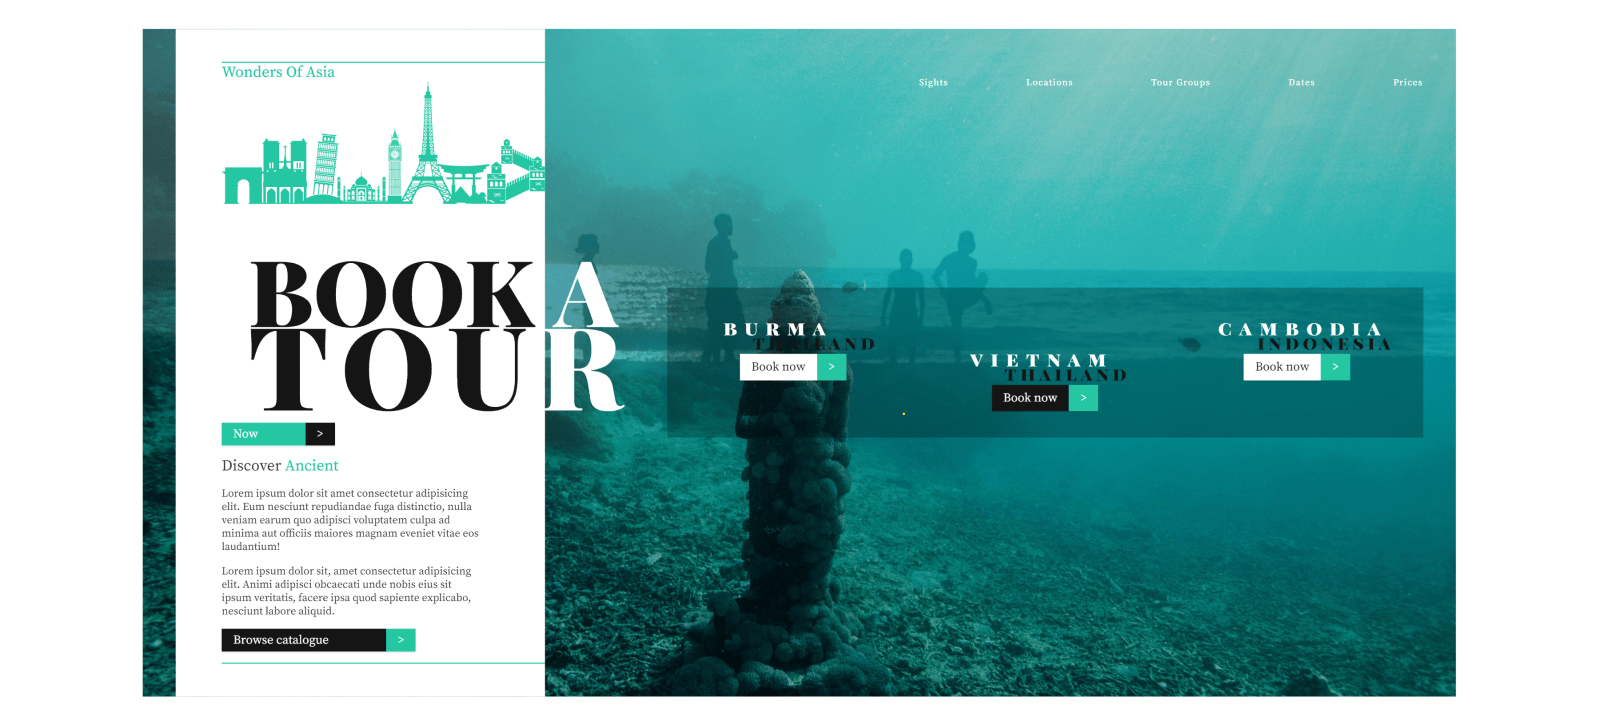 Wonders Of Asia
Sights
Locations
Tour Groups
Dates
Prices
BOOK A
TOUR
Now >
Discover Ancient
Lorem ipsum dolor sit amet consectetur adipisicing
elit. Eum nesciunt repudiandae fuga distinctio, nulla
veniam earum quo adipisci voluptatem culpa ad
minima aut officiis maiores magnam eveniet vitae eos
laudantium!
Lorem ipsum dolor sit, amet consectetur adipisicing
elit. Animi adipisci obcaecati unde nobis eius sit
ipsum veritatis, facere ipsa quod sapiente explicabo,
nesciunt labore aliquid.
Browse catalogue >
BURMA
THAILAND
Book now >
VIETNAM
THAILAND
Book now >
CAMBODIA
INDONESIA
Book now >